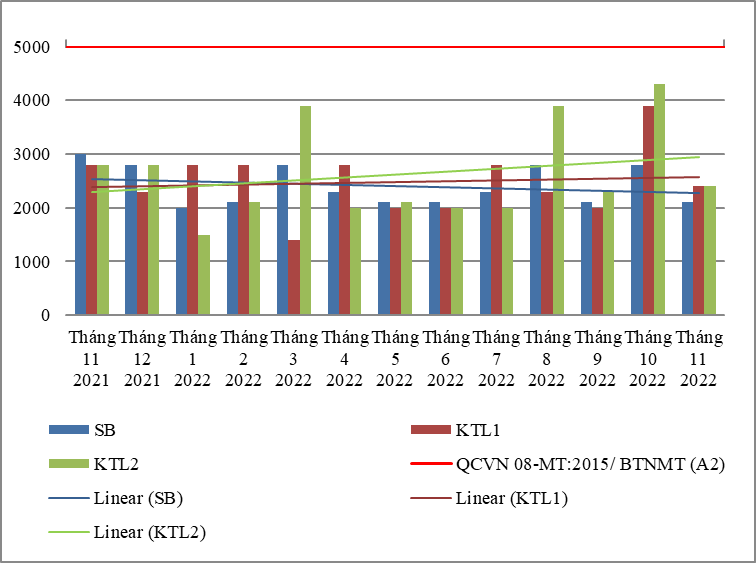 5000
4000
3000
2000
1000
0
Tháng Tháng Tháng Tháng Tháng Tháng Tháng Tháng Tháng Tháng Tháng Tháng Tháng
11 12 1 2 3 4 5 6 7 8 9 10 11
2021 2021 2022 2022 2022 2022 2022 2022 2022 2022 2022 2022 2022
SB KTL1
KTL2 QCVN 08-MT:2015/ BTNMT (A2)
Linear (SB) Linear (KTL1)
Linear (KTL2)